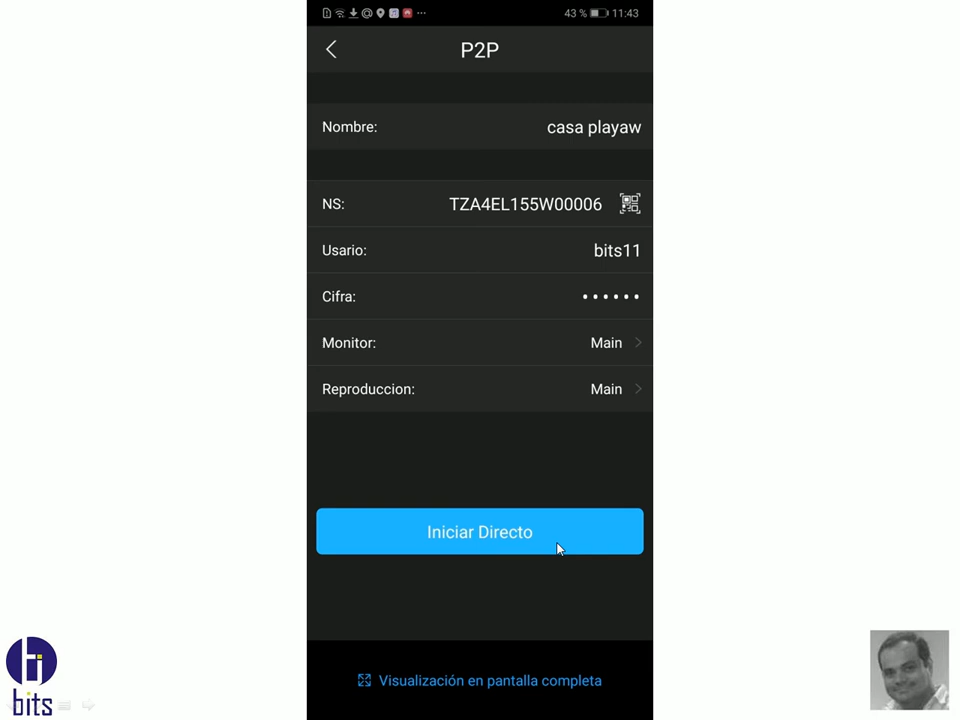 43 % 11:43
P2P
Nombre: casa playaw
NS: TZA4EL155W00006
Usario: bits11
Cifra: ••••••
Monitor: Main
Reproduccion: Main
Iniciar Directo
Visualización en pantalla completa
bits